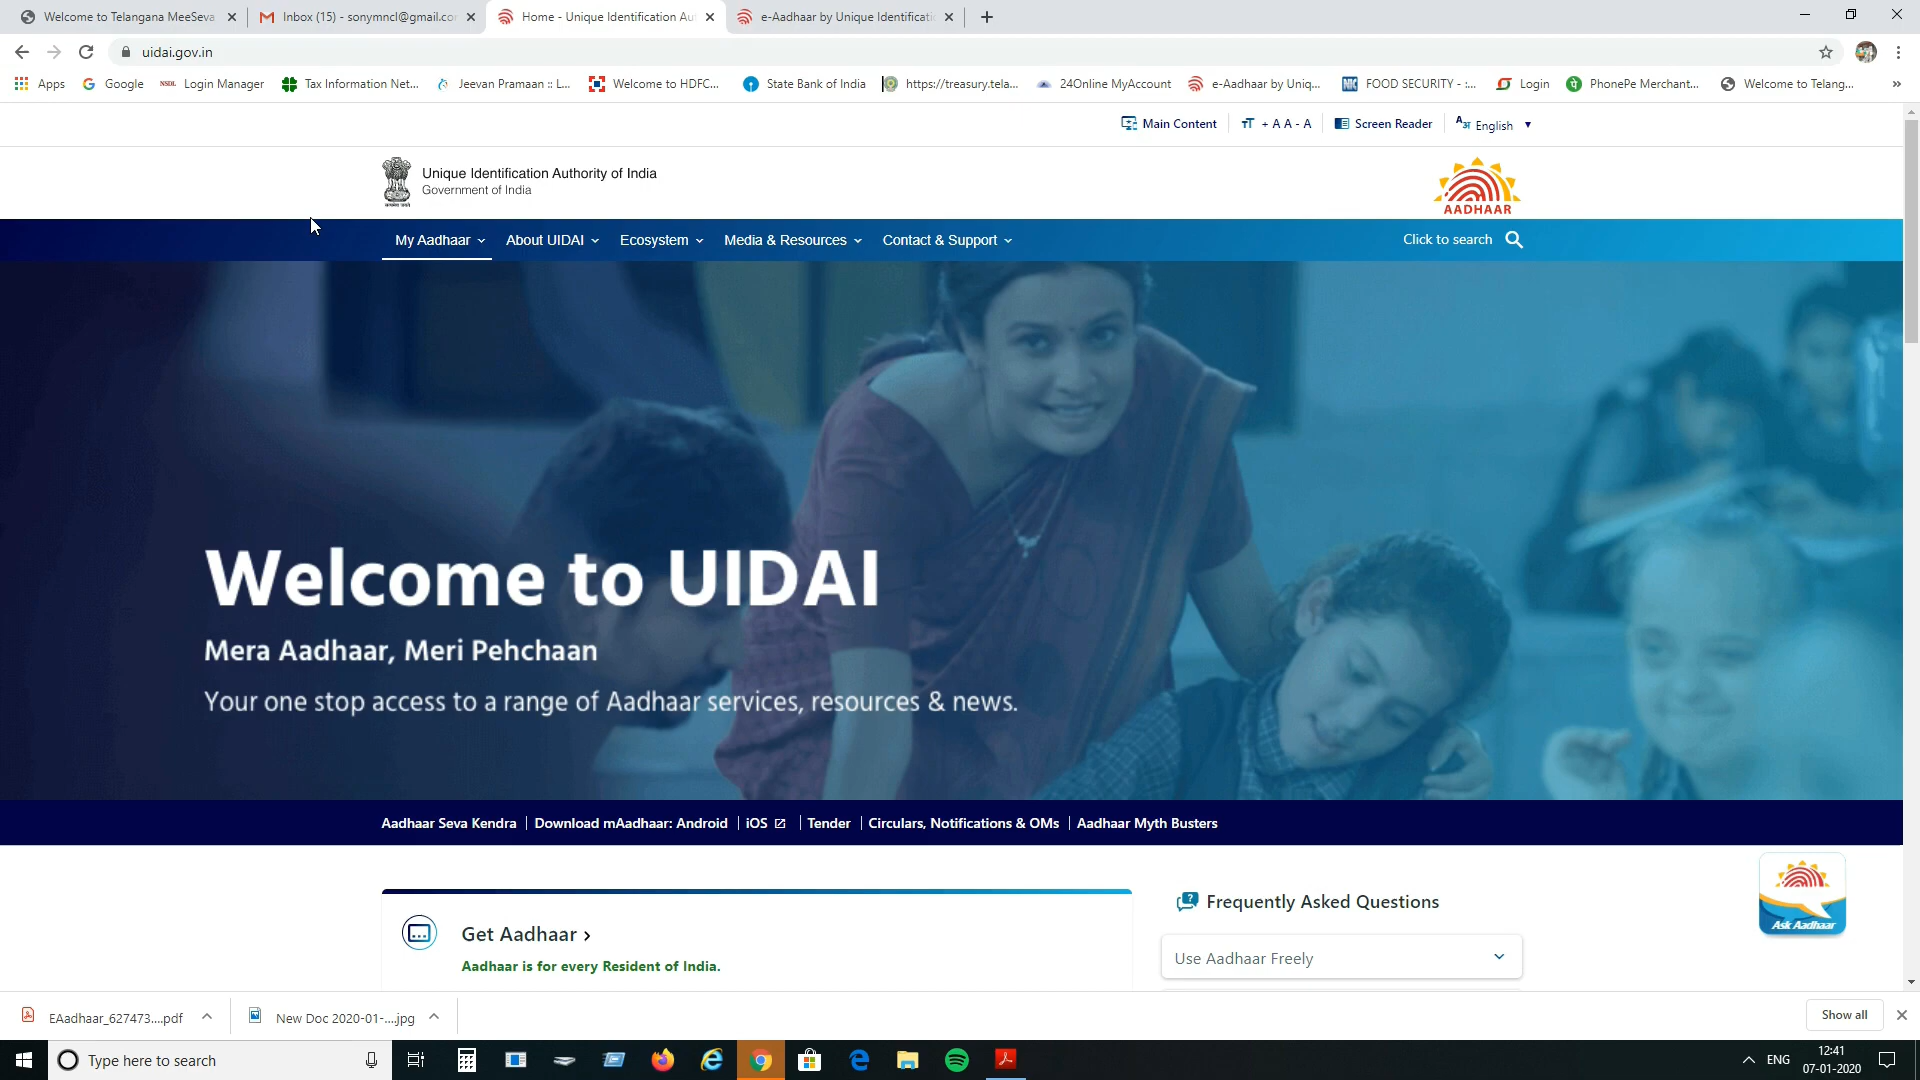 Welcome to Telangana MeeSeva
Inbox (15) - sonymncl@gmail.cor
Home - Unique Identification Au
e-Aadhaar by Unique Identificati
uidai.gov.in
Apps
Google
NSDL Login Manager
Tax Information Net...
Jeevan Pramaan :: L...
Welcome to HDFC...
State Bank of India
https://treasury.tela...
24Online MyAccount
e-Aadhaar by Uniq...
NIC FOOD SECURITY - :...
Login
PhonePe Merchant...
Welcome to Telang...
Main Content
+ A A - A
Screen Reader
English
Unique Identification Authority of India
Government of India
AADHAAR
My Aadhaar
About UIDAI
Ecosystem
Media & Resources
Contact & Support
Click to search
Welcome to UIDAI
Mera Aadhaar, Meri Pehchaan
Your one stop access to a range of Aadhaar services, resources & news.
Aadhaar Seva Kendra | Download mAadhaar: Android | iOS | Tender | Circulars, Notifications & OMs | Aadhaar Myth Busters
Get Aadhaar
Aadhaar is for every Resident of India.
Frequently Asked Questions
Use Aadhaar Freely
Ask Aadhaar
EAadhaar_627473....pdf
New Doc 2020-01-....jpg
Show all
Type here to search
ENG
12:41
07-01-2020